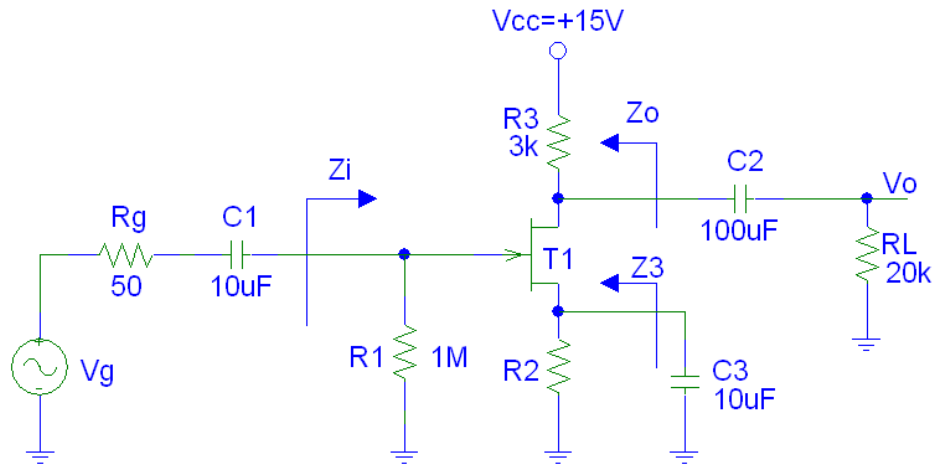 Vcc=+15V
R3
3k
Zo
C2
100uF
Vo
RL
20k
Zi
Rg
50
C1
10uF
T1
Z3
Vg
R1 1M
R2
C3
10uF